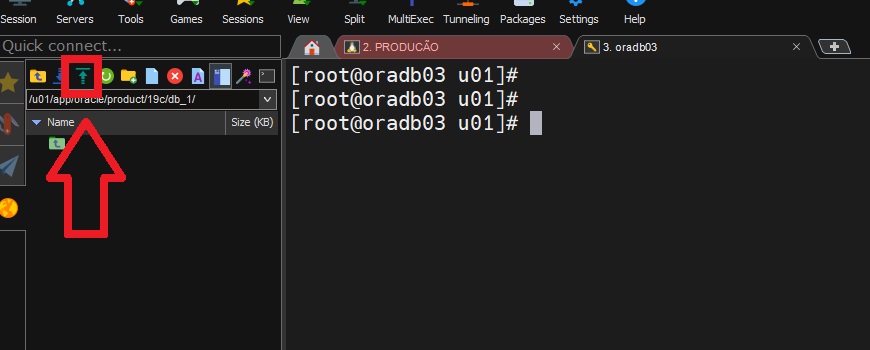 Session Servers Tools Games Sessions View Split MultiExec Tunneling Packages Settings Help
Quick connect...
2. PRODUCÃO
3. oradb03
/u01/app/oracle/product/19c/db_1/
Name Size (KB)
[root@oradb03 u01]#
[root@oradb03 u01]#
[root@oradb03 u01]#